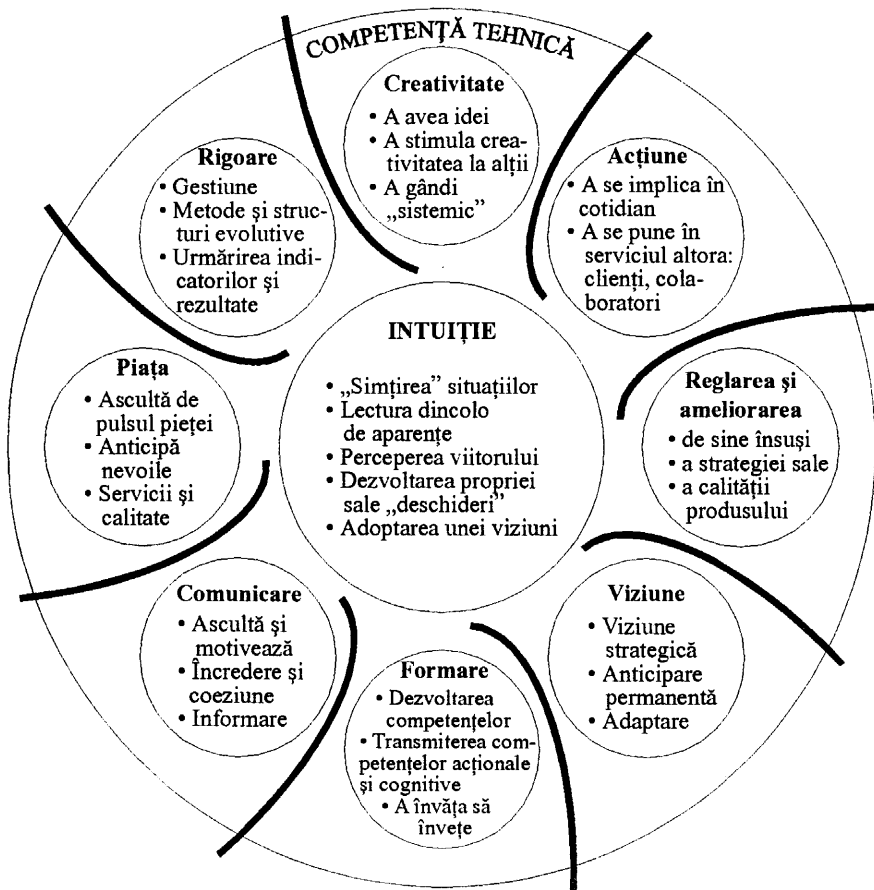 COMPETENȚĂ TEHNICĂ
Creativitate
• A avea idei
• A stimula crea-
tivitatea la alții
• A gândi
„sistemic”
Acțiune
• A se implica în
cotidian
• A se pune în
serviciul altora:
clienți, cola-
boratori
Reglarea și
ameliorarea
• de sine însuși
• a strategiei sale
• a calității
produsului
Viziune
• Viziune
strategică
• Anticipare
permanentă
• Adaptare
Formare
• Dezvoltarea
competențelor
• Transmiterea com-
petențelor acționale
și cognitive
• A învăța să
învețe
Comunicare
• Ascultă și
motivează
• Încredere și
coeziune
• Informare
Piața
• Ascultă de
pulsul pieței
• Anticipă
nevoile
• Servicii și
calitate
Rigoare
• Gestiune
• Metode și struc-
turi evolutive
• Urmărirea indi-
catorilor și
rezultate
INTUIȚIE
• „Simțirea” situațiilor
• Lectura dincolo
de aparențe
• Perceperea viitorului
• Dezvoltarea propriei
sale „deschideri”
• Adoptarea unei viziuni